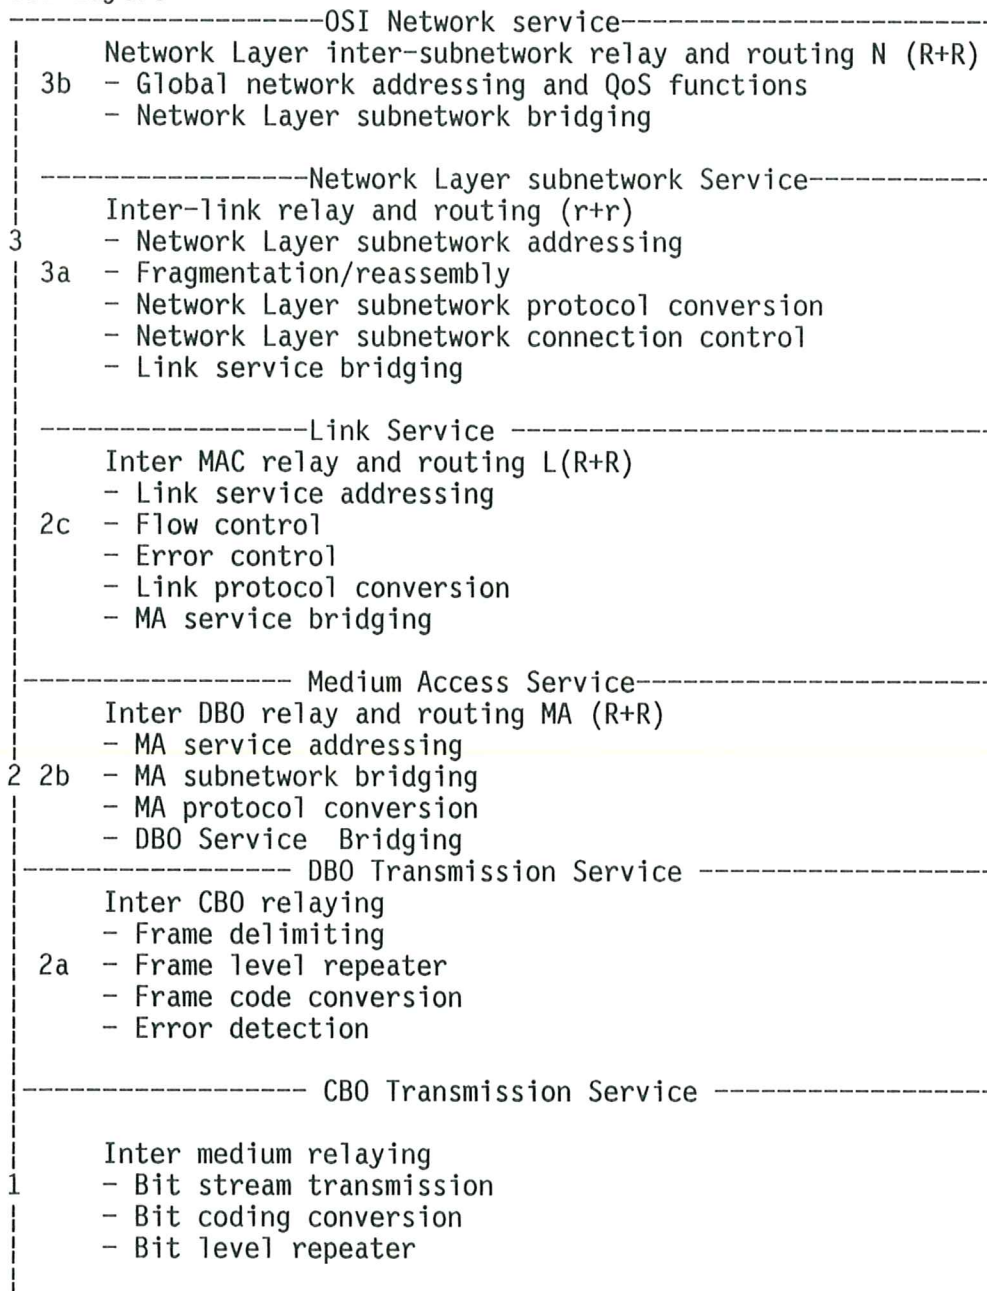 ------------------OSI Network service------------------
Network Layer inter-subnetwork relay and routing N (R+R)
3b - Global network addressing and QoS functions
- Network Layer subnetwork bridging
-----------------Network Layer subnetwork Service------------
Inter-link relay and routing (r+r)
3 - Network Layer subnetwork addressing
3a - Fragmentation/reassembly
- Network Layer subnetwork protocol conversion
- Network Layer subnetwork connection control
- Link service bridging
-----------------Link Service --------------------------------
Inter MAC relay and routing L(R+R)
- Link service addressing
2c - Flow control
- Error control
- Link protocol conversion
- MA service bridging
----------------- Medium Access Service-----------------------
Inter DBO relay and routing MA (R+R)
- MA service addressing
2 2b - MA subnetwork bridging
- MA protocol conversion
- DBO Service Bridging
----------------- DBO Transmission Service -------------------
Inter CBO relaying
- Frame delimiting
2a - Frame level repeater
- Frame code conversion
- Error detection
------------------ CBO Transmission Service ------------------
Inter medium relaying
1 - Bit stream transmission
- Bit coding conversion
- Bit level repeater